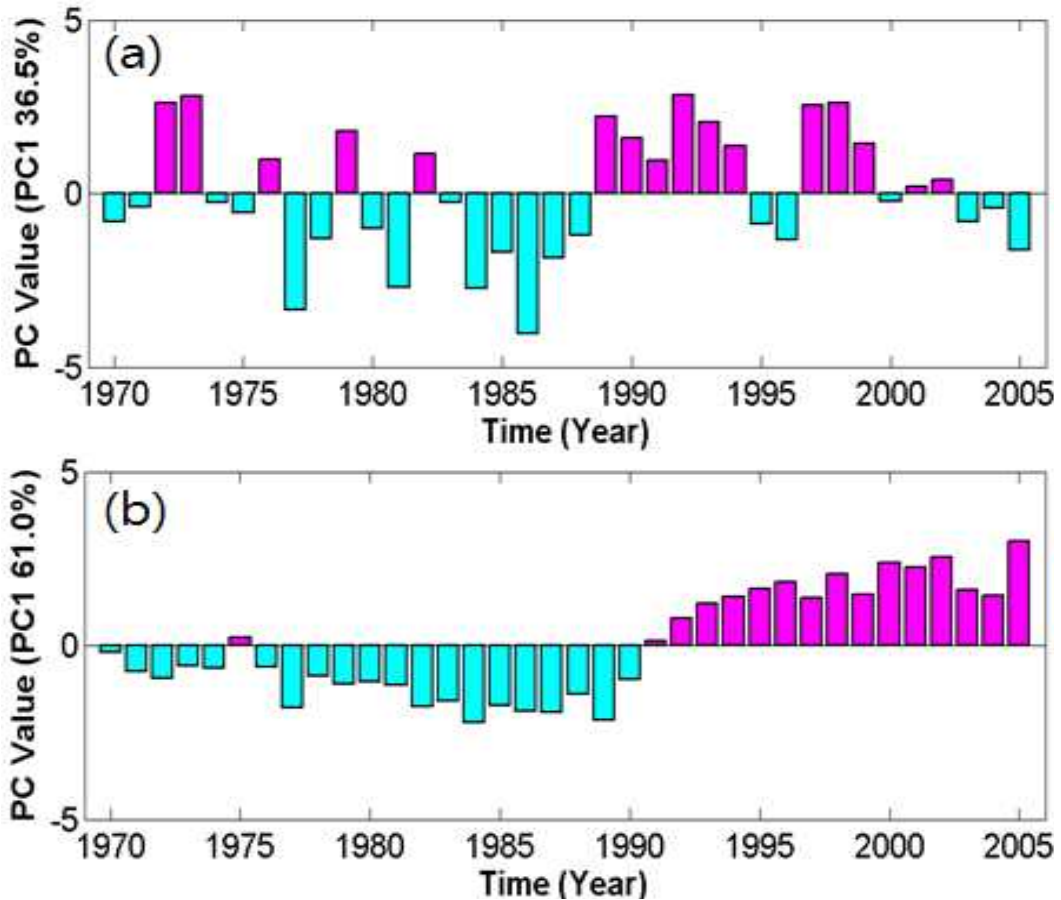 (a)
PC Value (PC1 36.5%)
5
0
-5
1970 1975 1980 1985 1990 1995 2000 2005
Time (Year)
(b)
PC Value (PC1 61.0%)
5
0
-5
1970 1975 1980 1985 1990 1995 2000 2005
Time (Year)